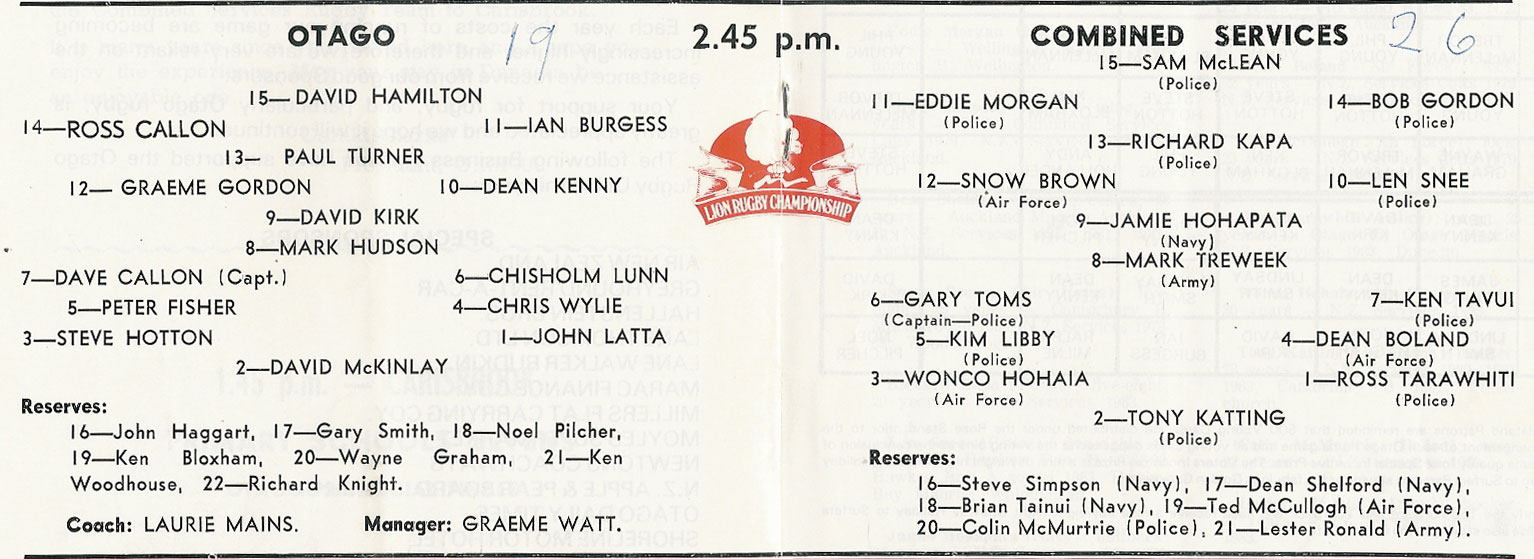 OTAGO 19 2.45 p.m. COMBINED SERVICES 26
15—DAVID HAMILTON
14—ROSS CALLON 11—IAN BURGESS
13— PAUL TURNER
12— GRAEME GORDON 10—DEAN KENNY
9—DAVID KIRK
8—MARK HUDSON
7—DAVE CALLON (Capt.) 6—CHISHOLM LUNN
5—PETER FISHER 4—CHRIS WYLIE
3—STEVE HOTTON 1—JOHN LATTA
2—DAVID McKINLAY
Reserves:
16—John Haggart, 17—Gary Smith, 18—Noel Pilcher,
19—Ken Bloxham, 20—Wayne Graham, 21—Ken
Woodhouse, 22—Richard Knight.
Coach: LAURIE MAINS. Manager: GRAEME WATT.
LION RUGBY CHAMPIONSHIP
15—SAM McLEAN
(Police)
11—EDDIE MORGAN 14—BOB GORDON
(Police) (Police)
13—RICHARD KAPA
(Police)
12—SNOW BROWN 10—LEN SNEE
(Air Force) (Police)
9—JAMIE HOHAPATA
(Navy)
8—MARK TREWEEK
(Army)
6—GARY TOMS 7—KEN TAVUI
(Captain—Police) (Police)
5—KIM LIBBY 4—DEAN BOLAND
(Police) (Air Force)
3—WONCO HOHAIA 1—ROSS TARAWHITI
(Air Force) (Police)
2—TONY KATTING
(Police)
Reserves:
16—Steve Simpson (Navy), 17—Dean Shelford (Navy),
18—Brian Tainui (Navy), 19—Ted McCullogh (Air Force),
20—Colin McMurtrie (Police), 21—Lester Ronald (Army).